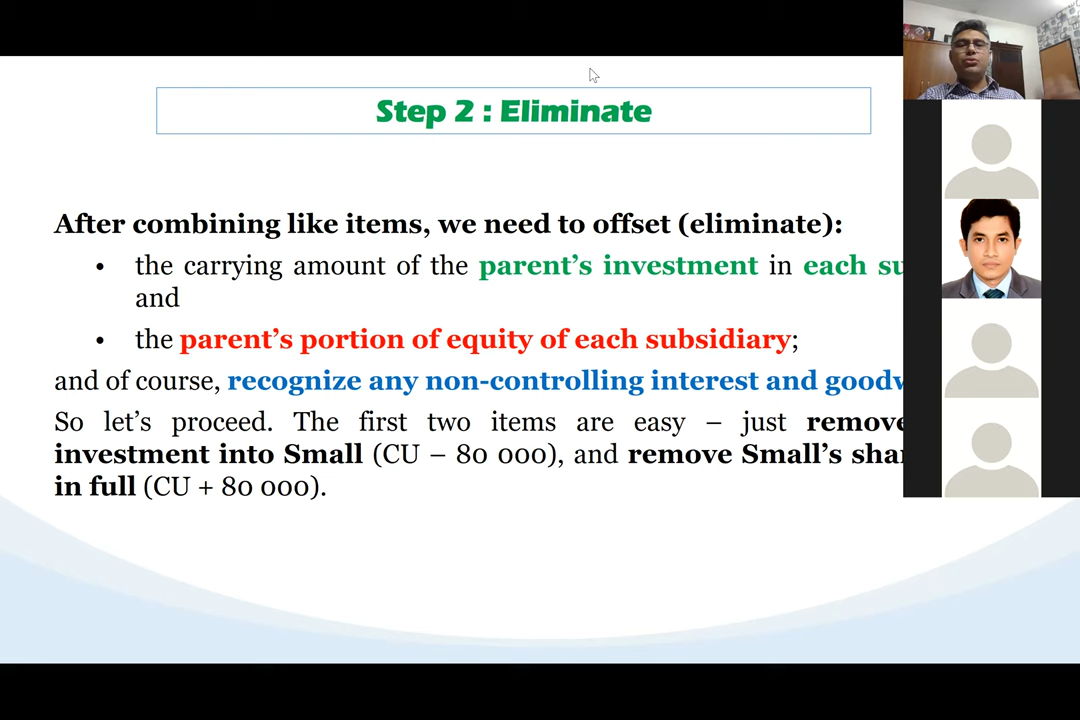 Step 2 : Eliminate
After combining like items, we need to offset (eliminate):
• the carrying amount of the parent’s investment in each su
and
• the parent’s portion of equity of each subsidiary;
and of course, recognize any non-controlling interest and goodw
So let’s proceed. The first two items are easy – just remove
investment into Small (CU – 80 000), and remove Small’s shar
in full (CU + 80 000).